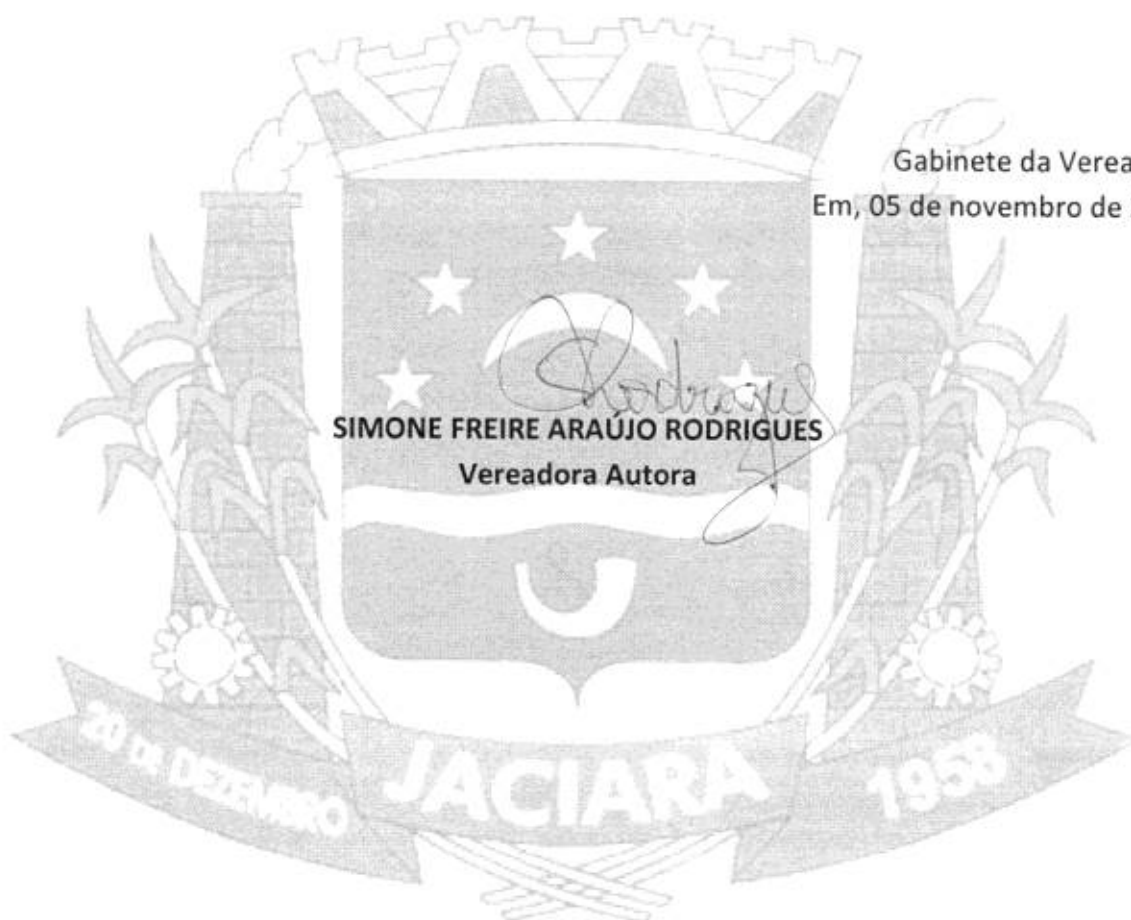 Gabinete da Verea
Em, 05 de novembro de
SRodrigues
SIMONE FREIRE ARAÚJO RODRIGUES
Vereadora Autora
20 DE DEZEMBRO
JACIARA
1958